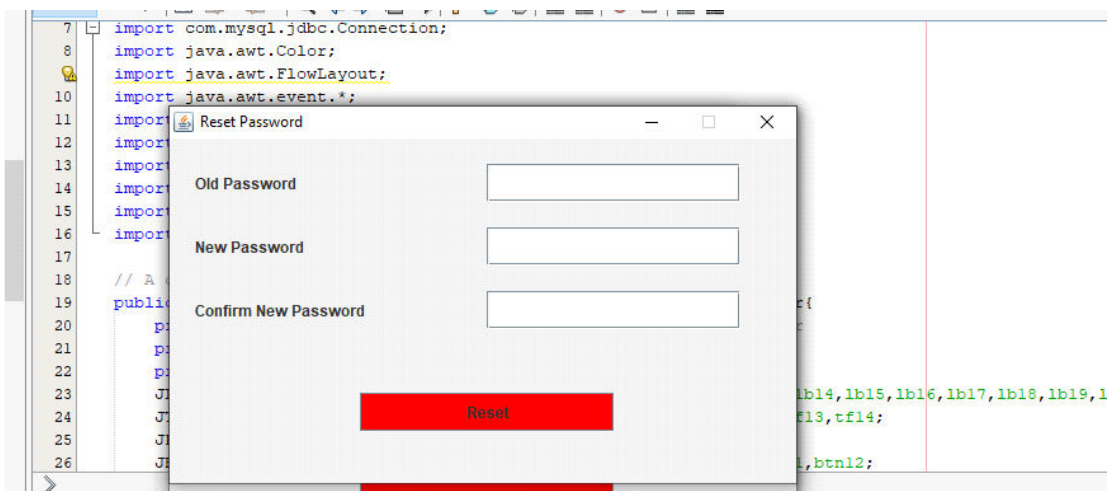 7 import com.mysql.jdbc.Connection;
8 import java.awt.Color;
import java.awt.FlowLayout;
10 import java.awt.event.*;
11 import
12 import
13 import
14 import
15 import
16 import
17
18 // A
19 public r{
20
21
22
23 lb14,lb15,lb16,lb17,lb18,lb19,
24 tf14;
25
26 ,btn12;
Reset Password
Old Password
New Password
Confirm New Password
Reset